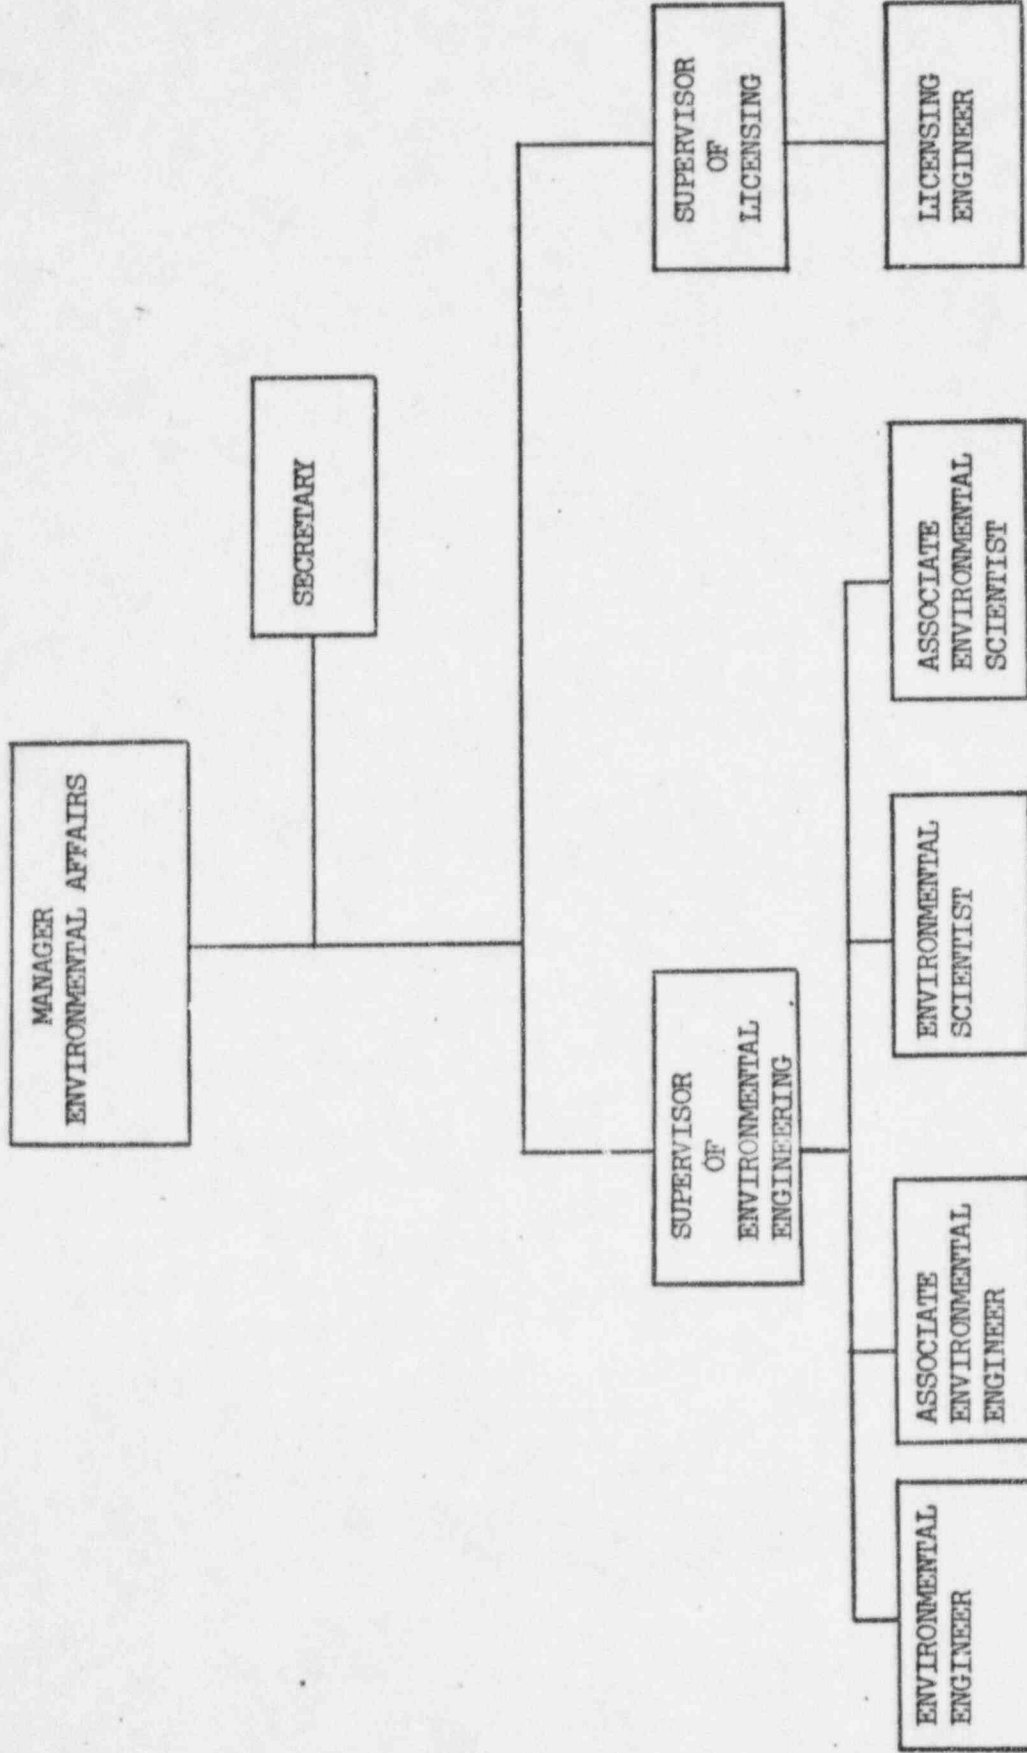 MANAGER
ENVIRONMENTAL AFFAIRS
SECRETARY
SUPERVISOR
OF
ENVIRONMENTAL
ENGINEERING
SUPERVISOR
OF
LICENSING
ENVIRONMENTAL
ENGINEER
ASSOCIATE
ENVIRONMENTAL
ENGINEER
ENVIRONMENTAL
SCIENTIST
ASSOCIATE
ENVIRONMENTAL
SCIENTIST
LICENSING
ENGINEER